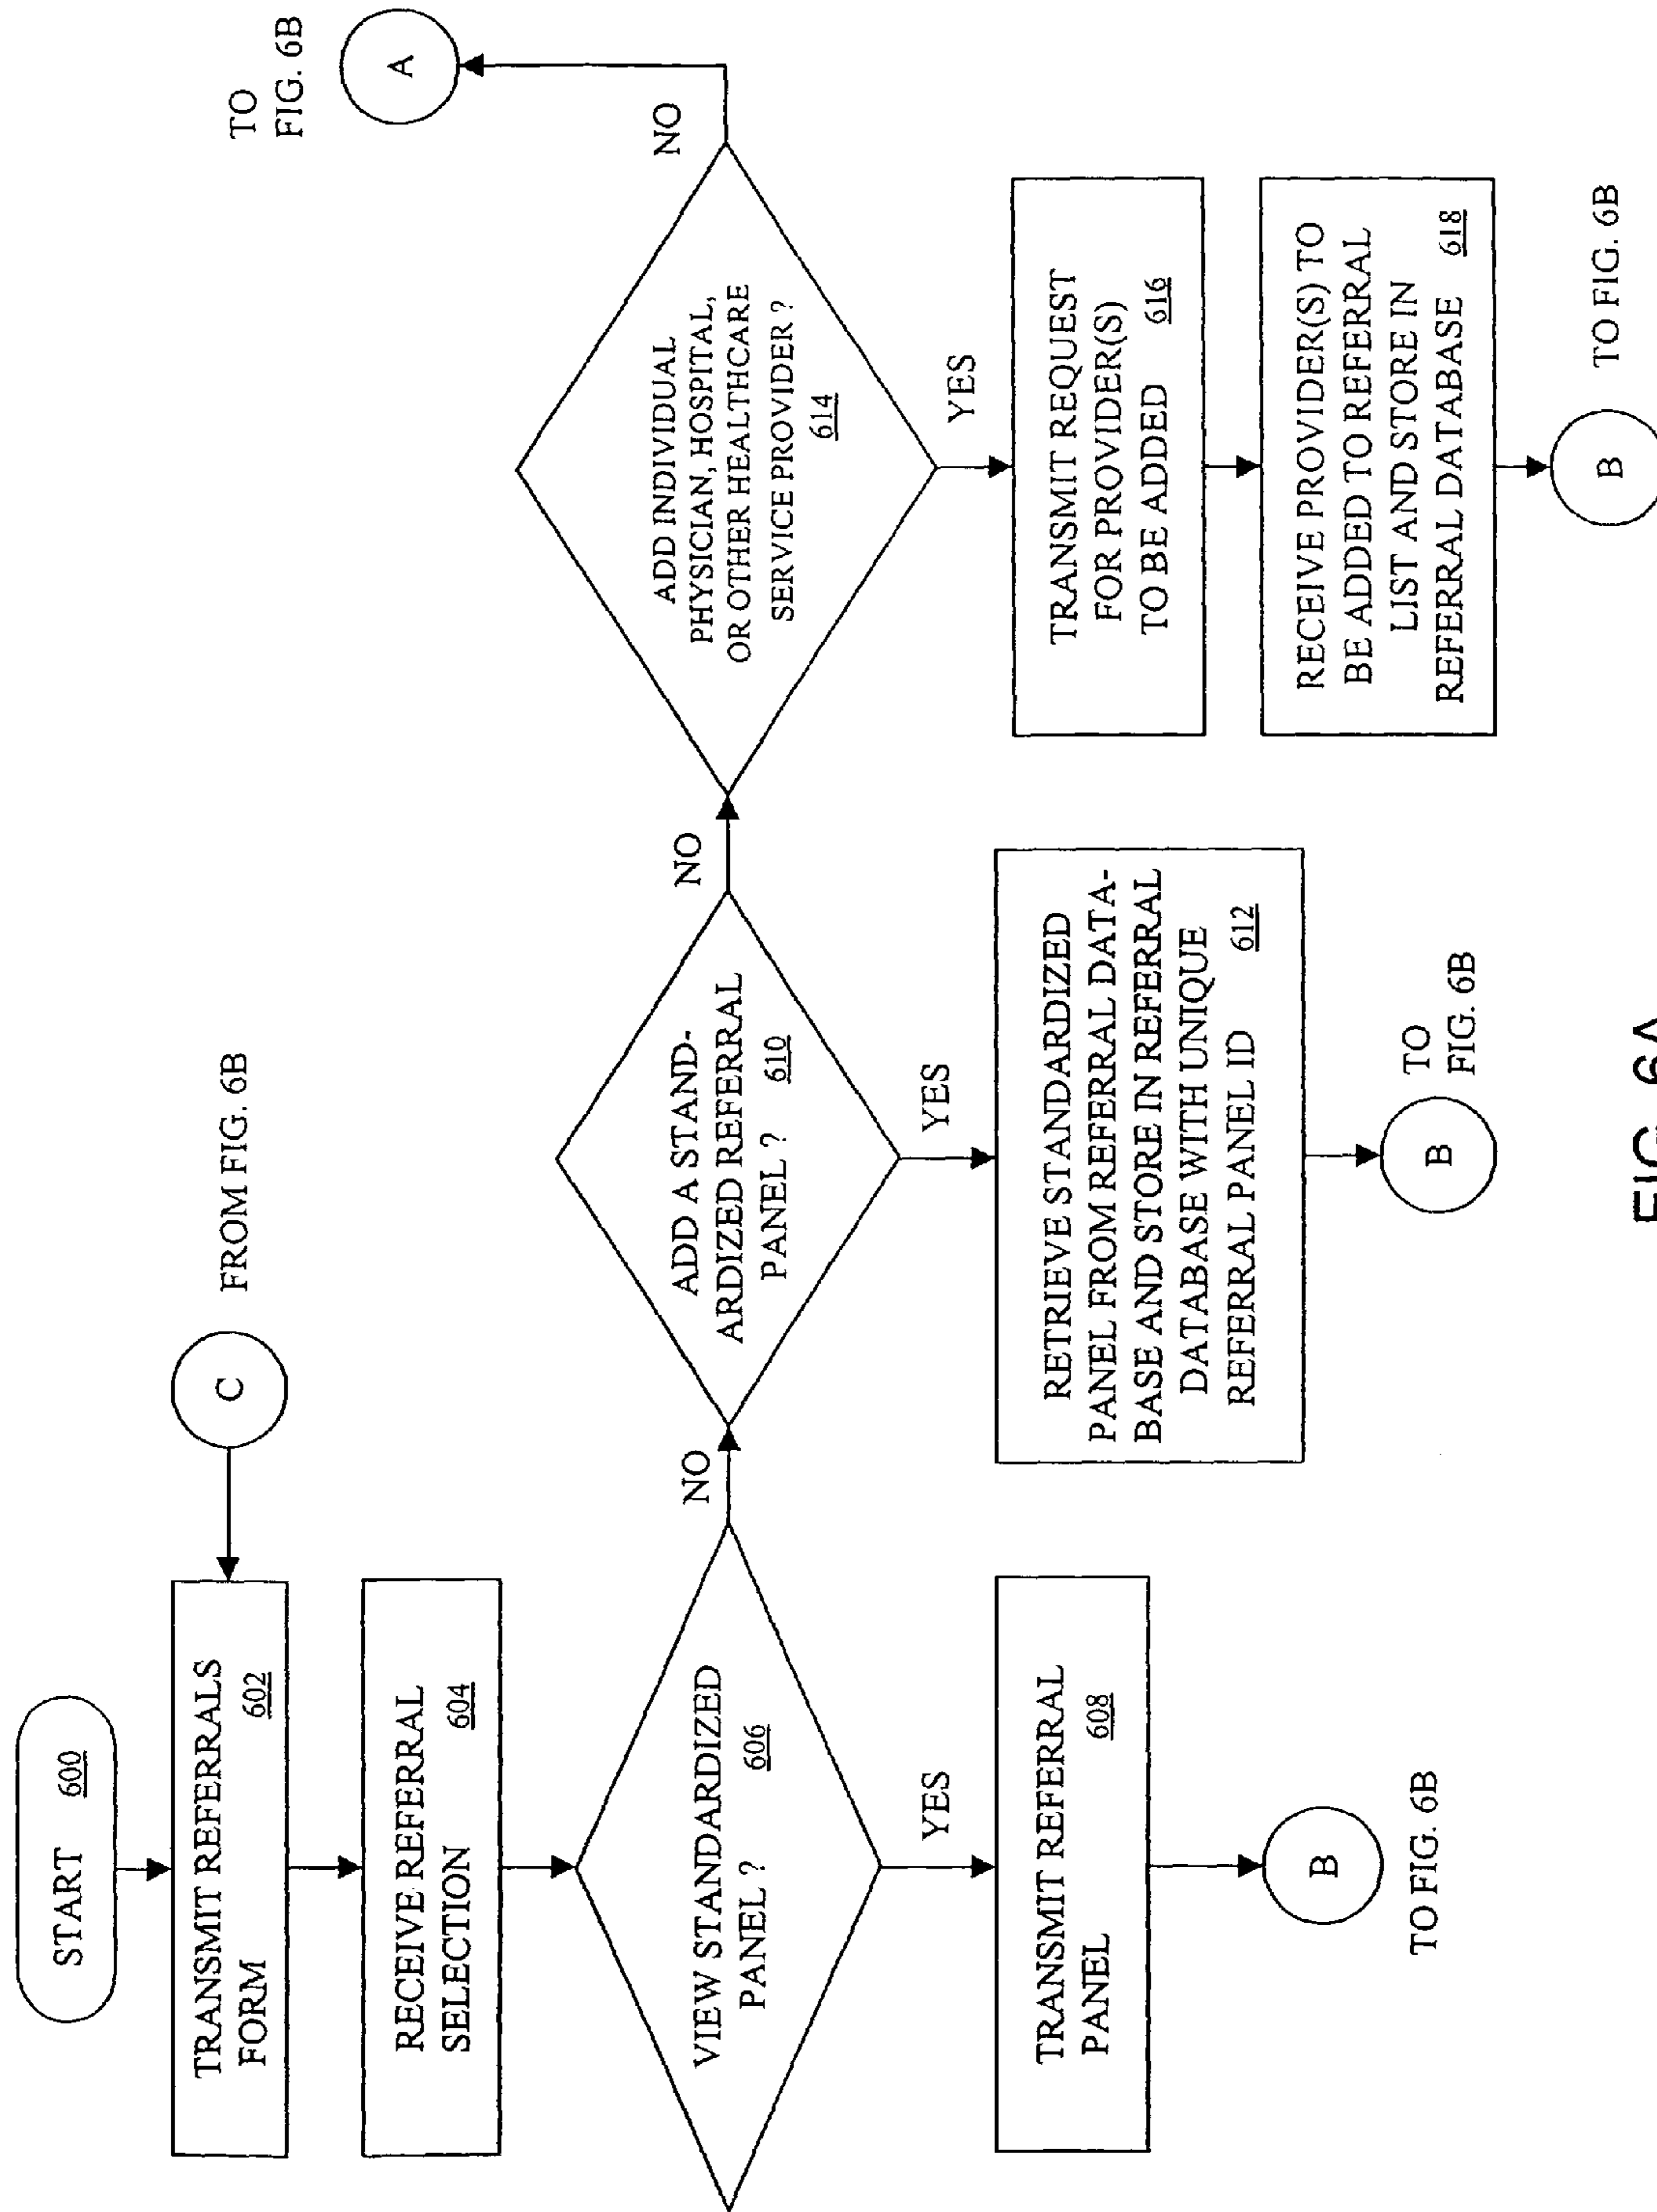 START 600
TRANSMIT REFERRALS
FORM 602
C
FROM FIG. 6B
RECEIVE REFERRAL
SELECTION 604
VIEW STANDARDIZED
PANEL ? 606
NO
YES
TRANSMIT REFERRAL
PANEL 608
B
TO FIG. 6B
ADD A STAND-
ARDIZED REFERRAL
PANEL ? 610
NO
YES
RETRIEVE STANDARDIZED
PANEL FROM REFERRAL DATA-
BASE AND STORE IN REFERRAL
DATABASE WITH UNIQUE
REFERRAL PANEL ID 612
B
TO
FIG. 6B
ADD INDIVIDUAL
PHYSICIAN, HOSPITAL,
OR OTHER HEALTHCARE
SERVICE PROVIDER ?
614
NO
TO
FIG. 6B
A
YES
TRANSMIT REQUEST
FOR PROVIDER(S)
TO BE ADDED 616
RECEIVE PROVIDER(S) TO
BE ADDED TO REFERRAL
LIST AND STORE IN
REFERRAL DATABASE 618
B
TO FIG. 6B
FIG. 6A